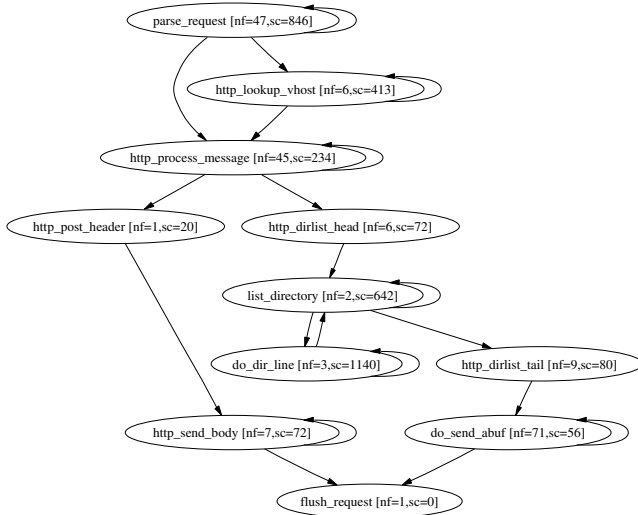 parse_request [nf=47,sc=846]
http_lookup_vhost [nf=6,sc=413]
http_process_message [nf=45,sc=234]
http_post_header [nf=1,sc=20]
http_dirlist_head [nf=6,sc=72]
list_directory [nf=2,sc=642]
do_dir_line [nf=3,sc=1140]
http_dirlist_tail [nf=9,sc=80]
http_send_body [nf=7,sc=72]
do_send_abuf [nf=71,sc=56]
flush_request [nf=1,sc=0]